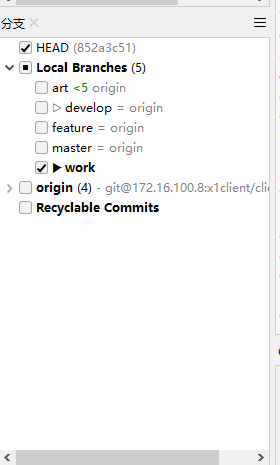 分支
HEAD (852a3c51)
Local Branches (5)
art <5 origin
develop = origin
feature = origin
master = origin
work
origin (4) - git@172.16.100.8:x1client/clie
Recyclable Commits